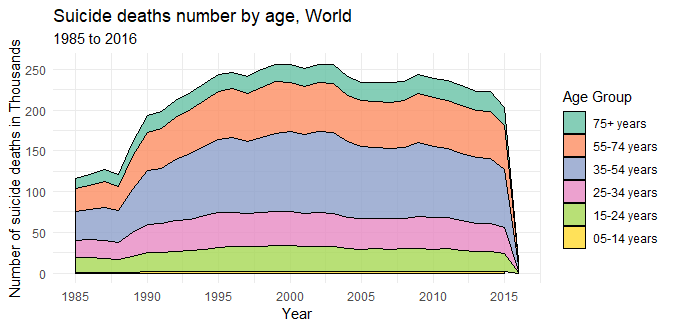 Suicide deaths number by age, World
1985 to 2016
Number of suicide deaths in Thousands
250
200
150
100
50
0
1985
1990
1995
2000
2005
2010
2015
Year
Age Group
75+ years
55-74 years
35-54 years
25-34 years
15-24 years
05-14 years